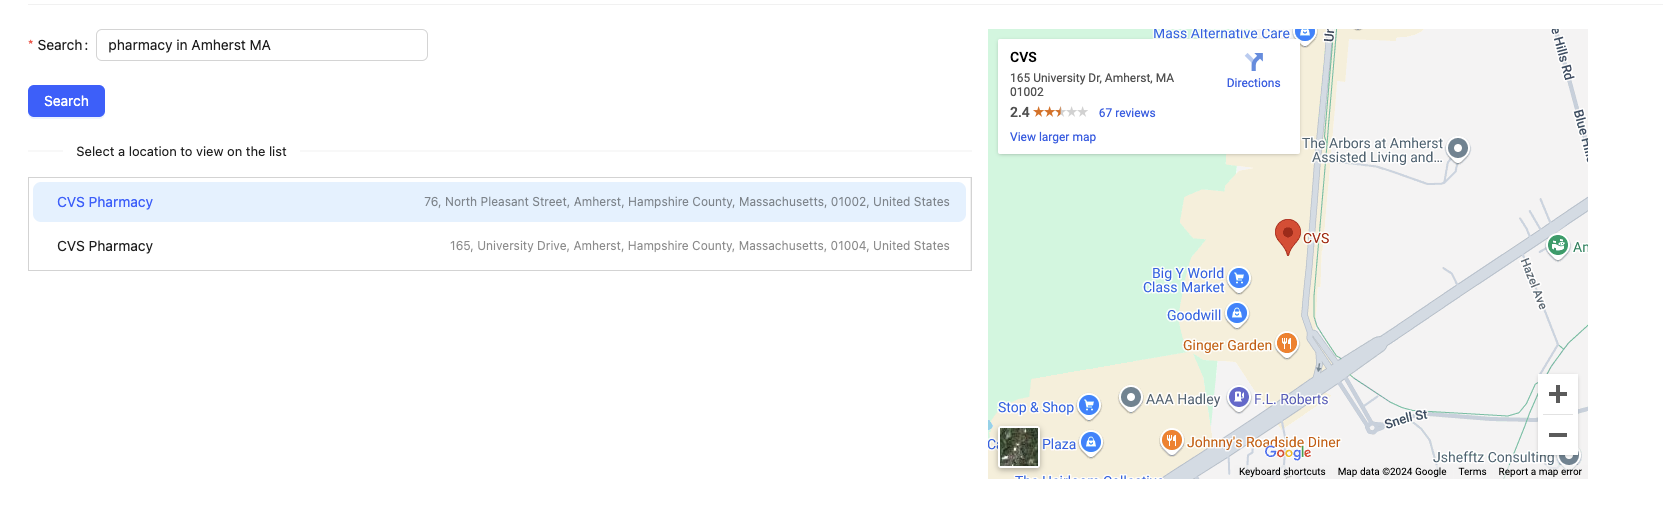 * Search :
pharmacy in Amherst MA
Search
Select a location to view on the list
CVS Pharmacy
76, North Pleasant Street, Amherst, Hampshire County, Massachusetts, 01002, United States
CVS Pharmacy
165, University Drive, Amherst, Hampshire County, Massachusetts, 01004, United States
Mass Alternative Care
CVS
165 University Dr, Amherst, MA
01002
Directions
2.4
67 reviews
View larger map
Hills Rd
Blue
The Arbors at Amherst
Assisted Living and...
CVS
Big Y World
Class Market
Goodwill
Ginger Garden
Hazel Ave
Stop & Shop
AAA Hadley
F.L. Roberts
Snell St
Plaza
Johnny's Roadside Diner
Google
Jshefftz Consulting
Keyboard shortcuts
Map data ©2024 Google
Terms
Report a map error